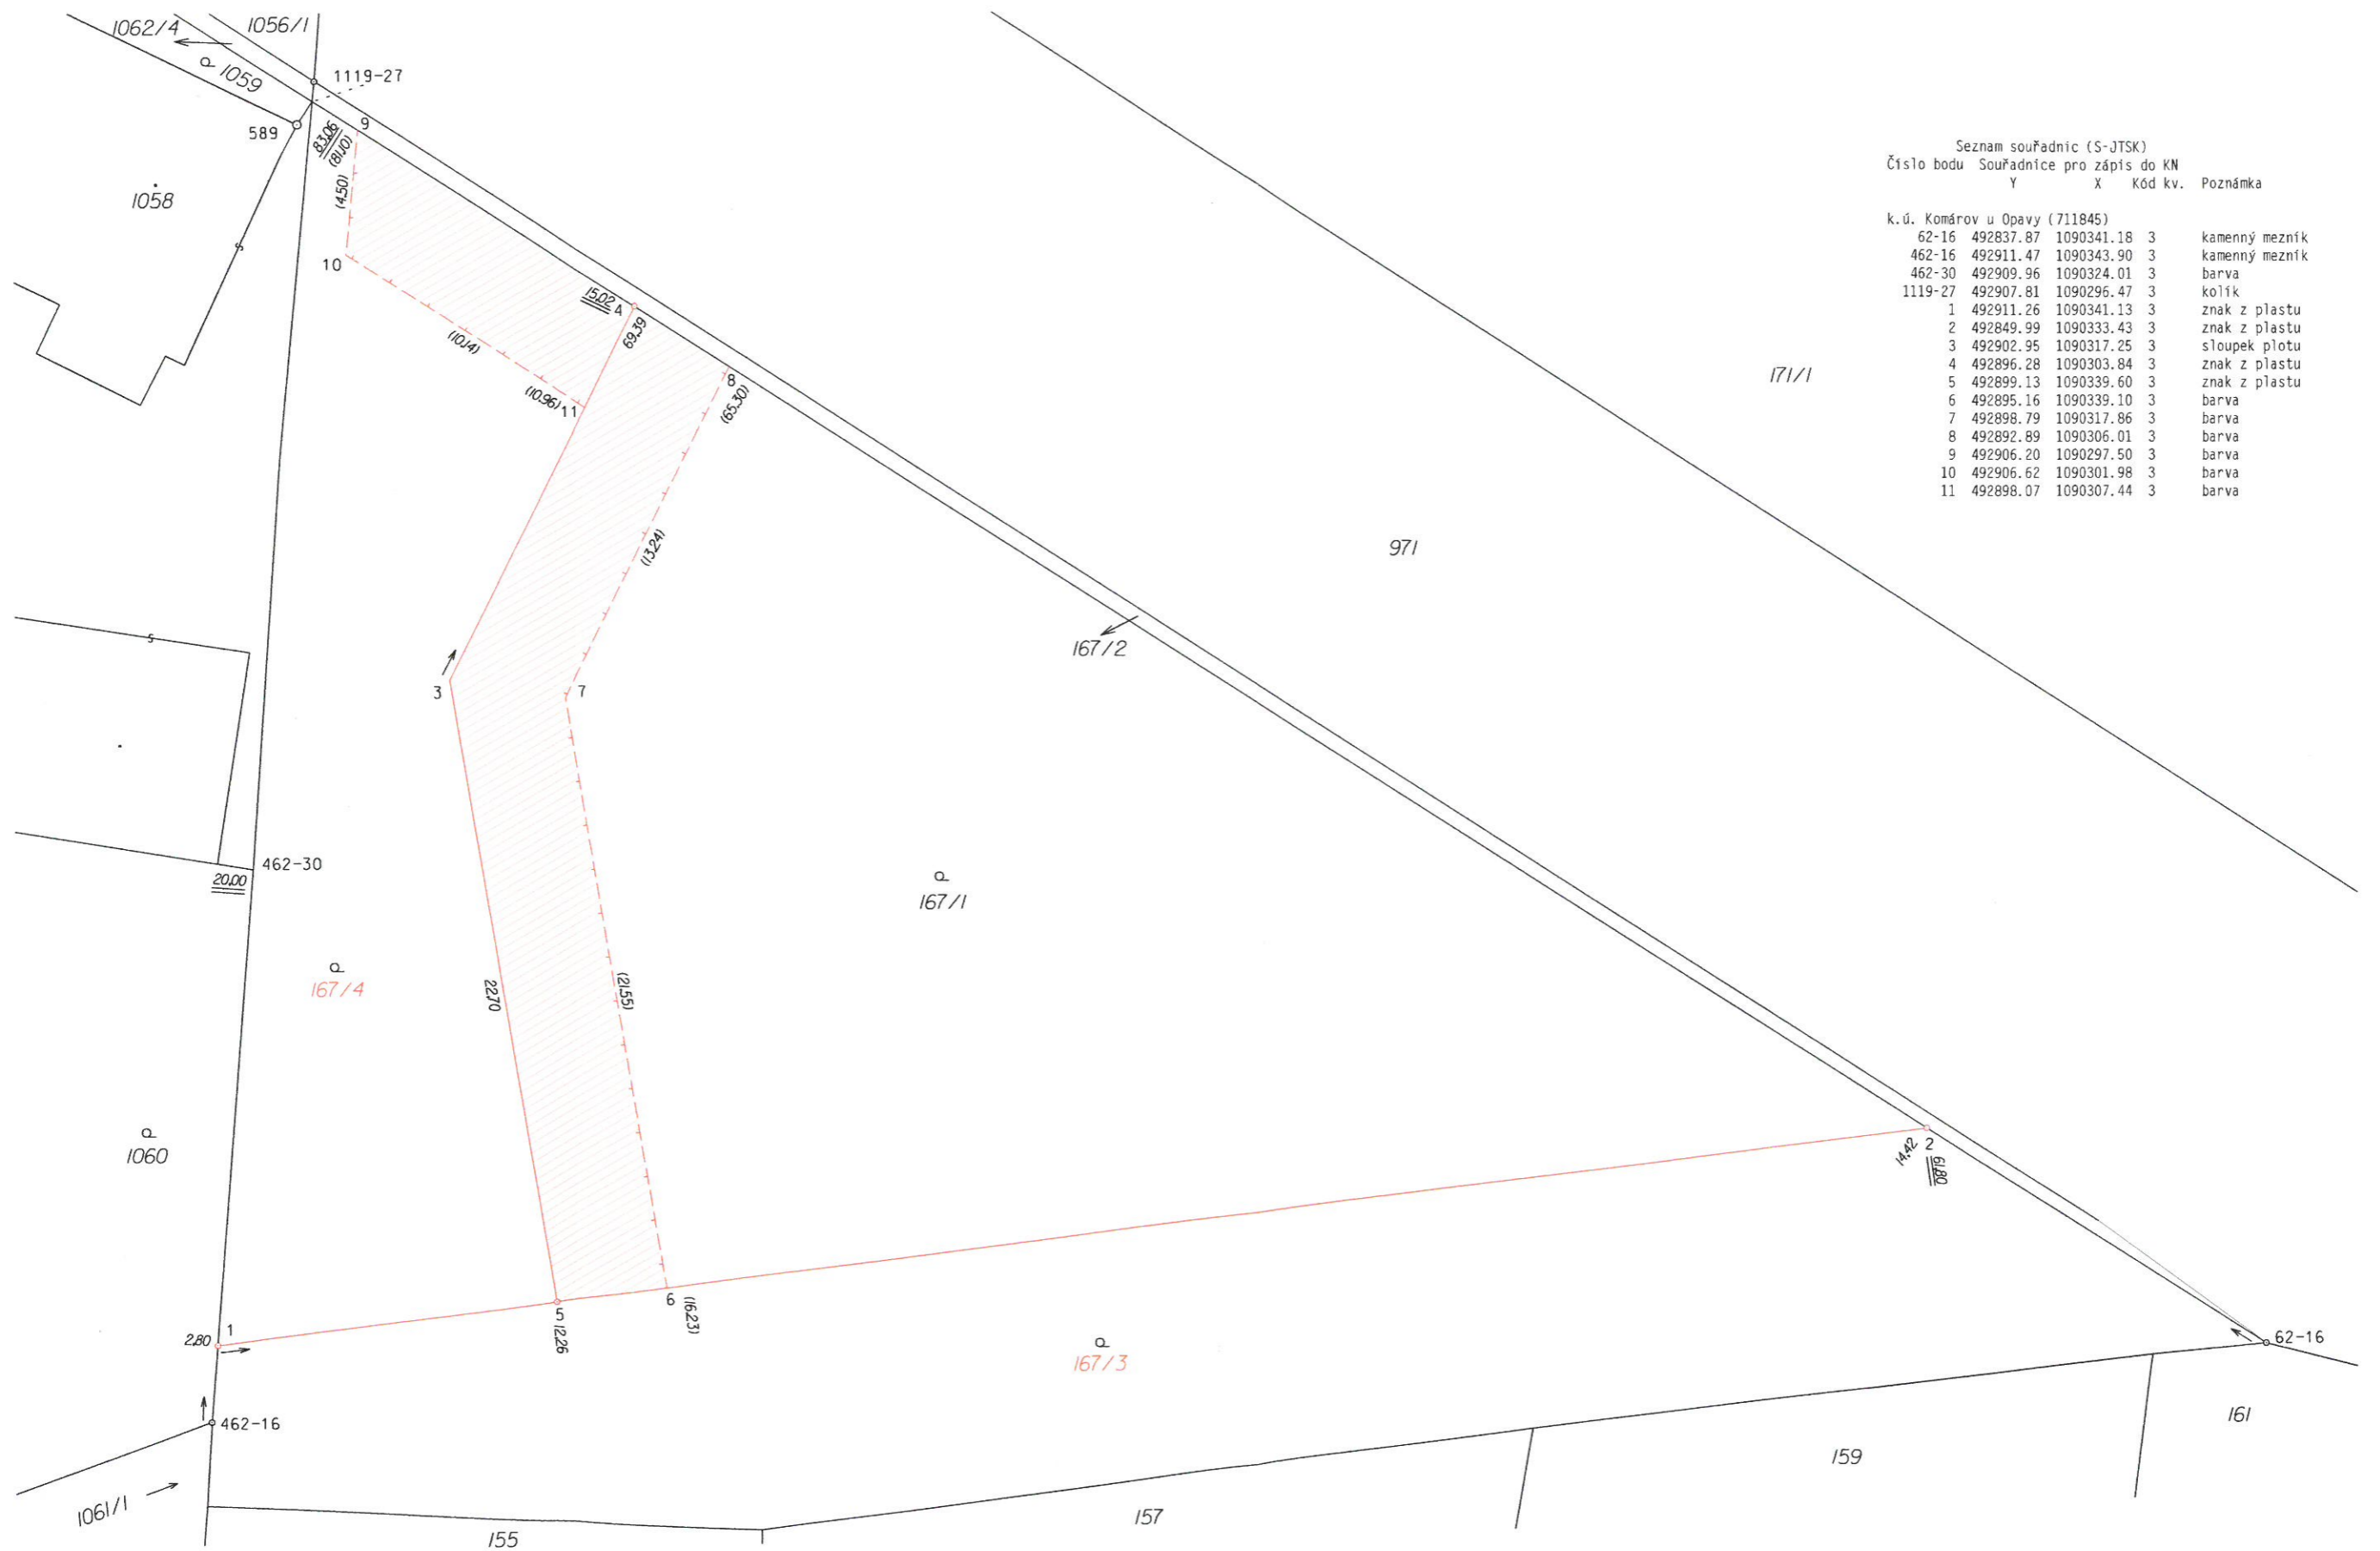 1062/4
1056/1
1059
1119-27
589
83.06
(81.10)
9
(4.50)
1058
10
15.02
4
69.39
(10.14)
(10.96)
11
8
(65.30)
Seznam souřadnic (S-JTSK)
Číslo bodu Souřadnice pro zápis do KN
Y X Kód kv. Poznámka
k.ú. Komárov u Opavy (711845)
62-16 492837.87 1090341.18 3 kamenný mezník
462-16 492911.47 1090343.90 3 kamenný mezník
462-30 492909.96 1090324.01 3 barva
1119-27 492907.81 1090296.47 3 kolík
1 492911.26 1090341.13 3 znak z plastu
2 492849.99 1090333.43 3 znak z plastu
3 492902.95 1090317.25 3 sloupek plotu
4 492896.28 1090303.84 3 znak z plastu
5 492899.13 1090339.60 3 znak z plastu
6 492895.16 1090339.10 3 barva
7 492898.79 1090317.86 3 barva
8 492892.89 1090306.01 3 barva
9 492906.20 1090297.50 3 barva
10 492906.62 1090301.98 3 barva
11 492898.07 1090307.44 3 barva
171/1
971
(13.24)
167/2
3
7
462-30
20.00
167/1
167/4
22.70
(21.55)
1060
14.42
2
61.80
1
2.80
5
12.26
6
(16.23)
167/3
62-16
462-16
161
159
1061/1
157
155